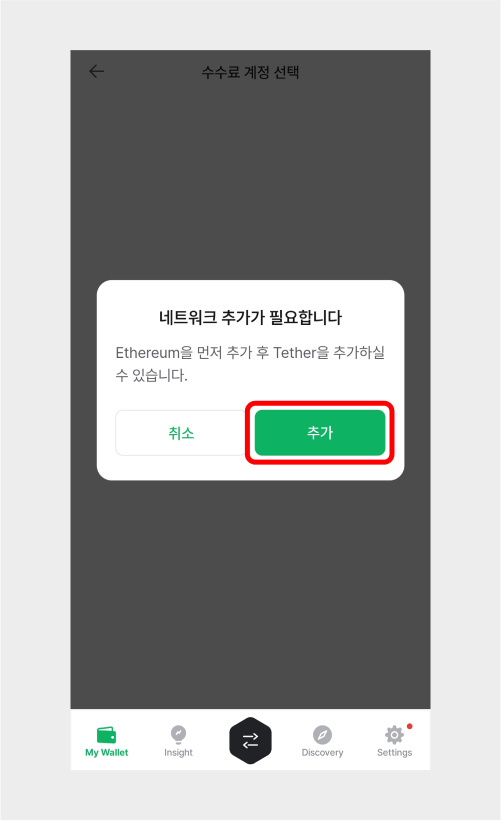 수수료 계정 선택
네트워크 추가가 필요합니다
Ethereum을 먼저 추가 후 Tether을 추가하실
수 있습니다.
취소
추가
My Wallet
Insight
Discovery
Settings